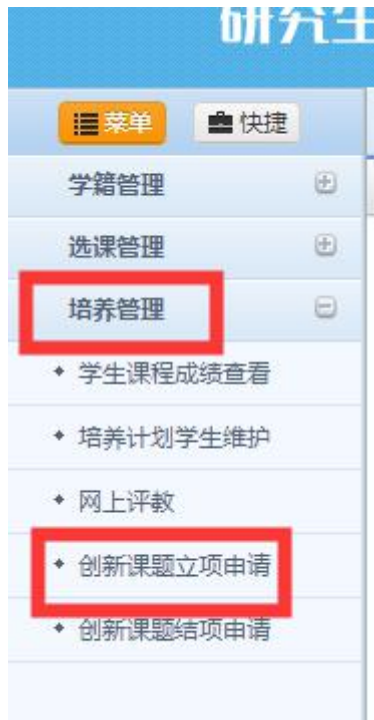 研究生
菜单 快捷
学籍管理
选课管理
培养管理
学生课程成绩查看
培养计划学生维护
网上评教
创新课题立项申请
创新课题结项申请